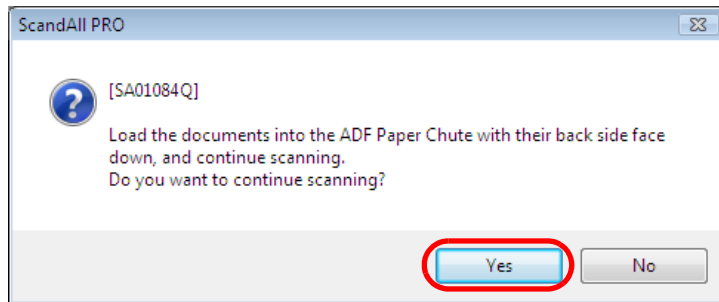 ScandAll PRO
[SA01084Q]
Load the documents into the ADF Paper Chute with their back side face
down, and continue scanning.
Do you want to continue scanning?
Yes
No